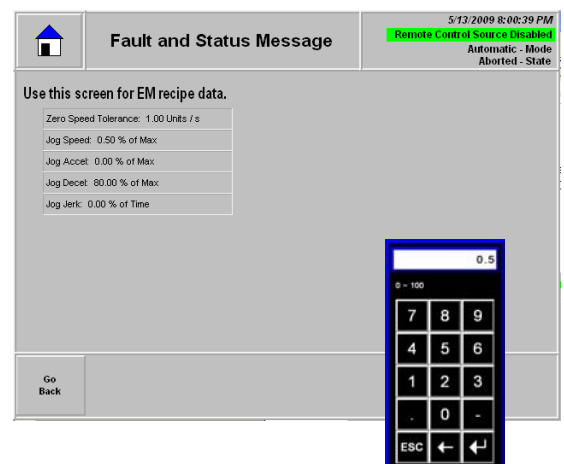 Fault and Status Message
5/13/2009 8:00:39 PM
Remote Control Source Disabled
Automatic - Mode
Aborted - State
Use this screen for EM recipe data.
Zero Speed Tolerance: 1.00 Units / s
Jog Speed: 0.50 % of Max
Jog Accel: 0.00 % of Max
Jog Decel: 80.00 % of Max
Jog Jerk: 0.00 % of Time
0.5
0 - 100
7 8 9
4 5 6
1 2 3
. 0 -
ESC ← ↵
Go
Back